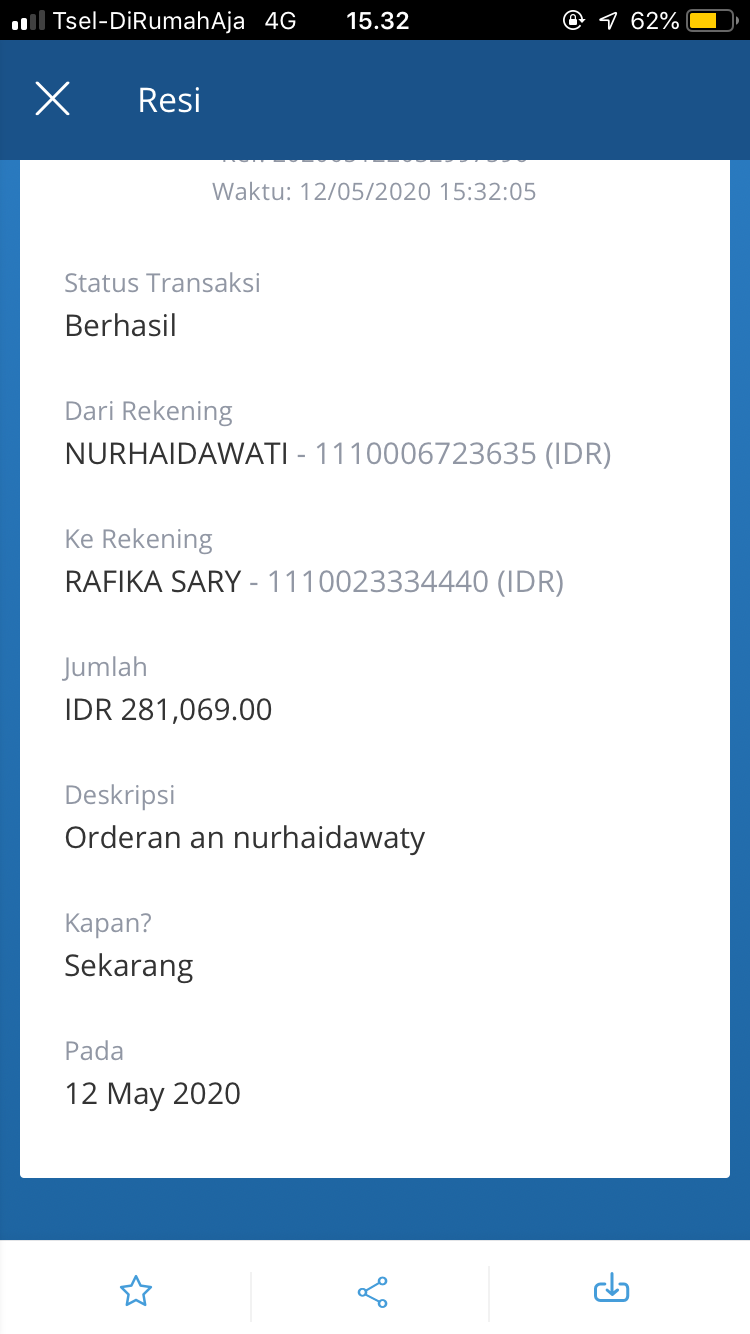 Tsel-DiRumahAja 4G 15.32 62%
Resi
Waktu: 12/05/2020 15:32:05
Status Transaksi
Berhasil
Dari Rekening
NURHAIDAWATI - 1110006723635 (IDR)
Ke Rekening
RAFIKA SARY - 1110023334440 (IDR)
Jumlah
IDR 281,069.00
Deskripsi
Orderan an nurhaidawaty
Kapan?
Sekarang
Pada
12 May 2020